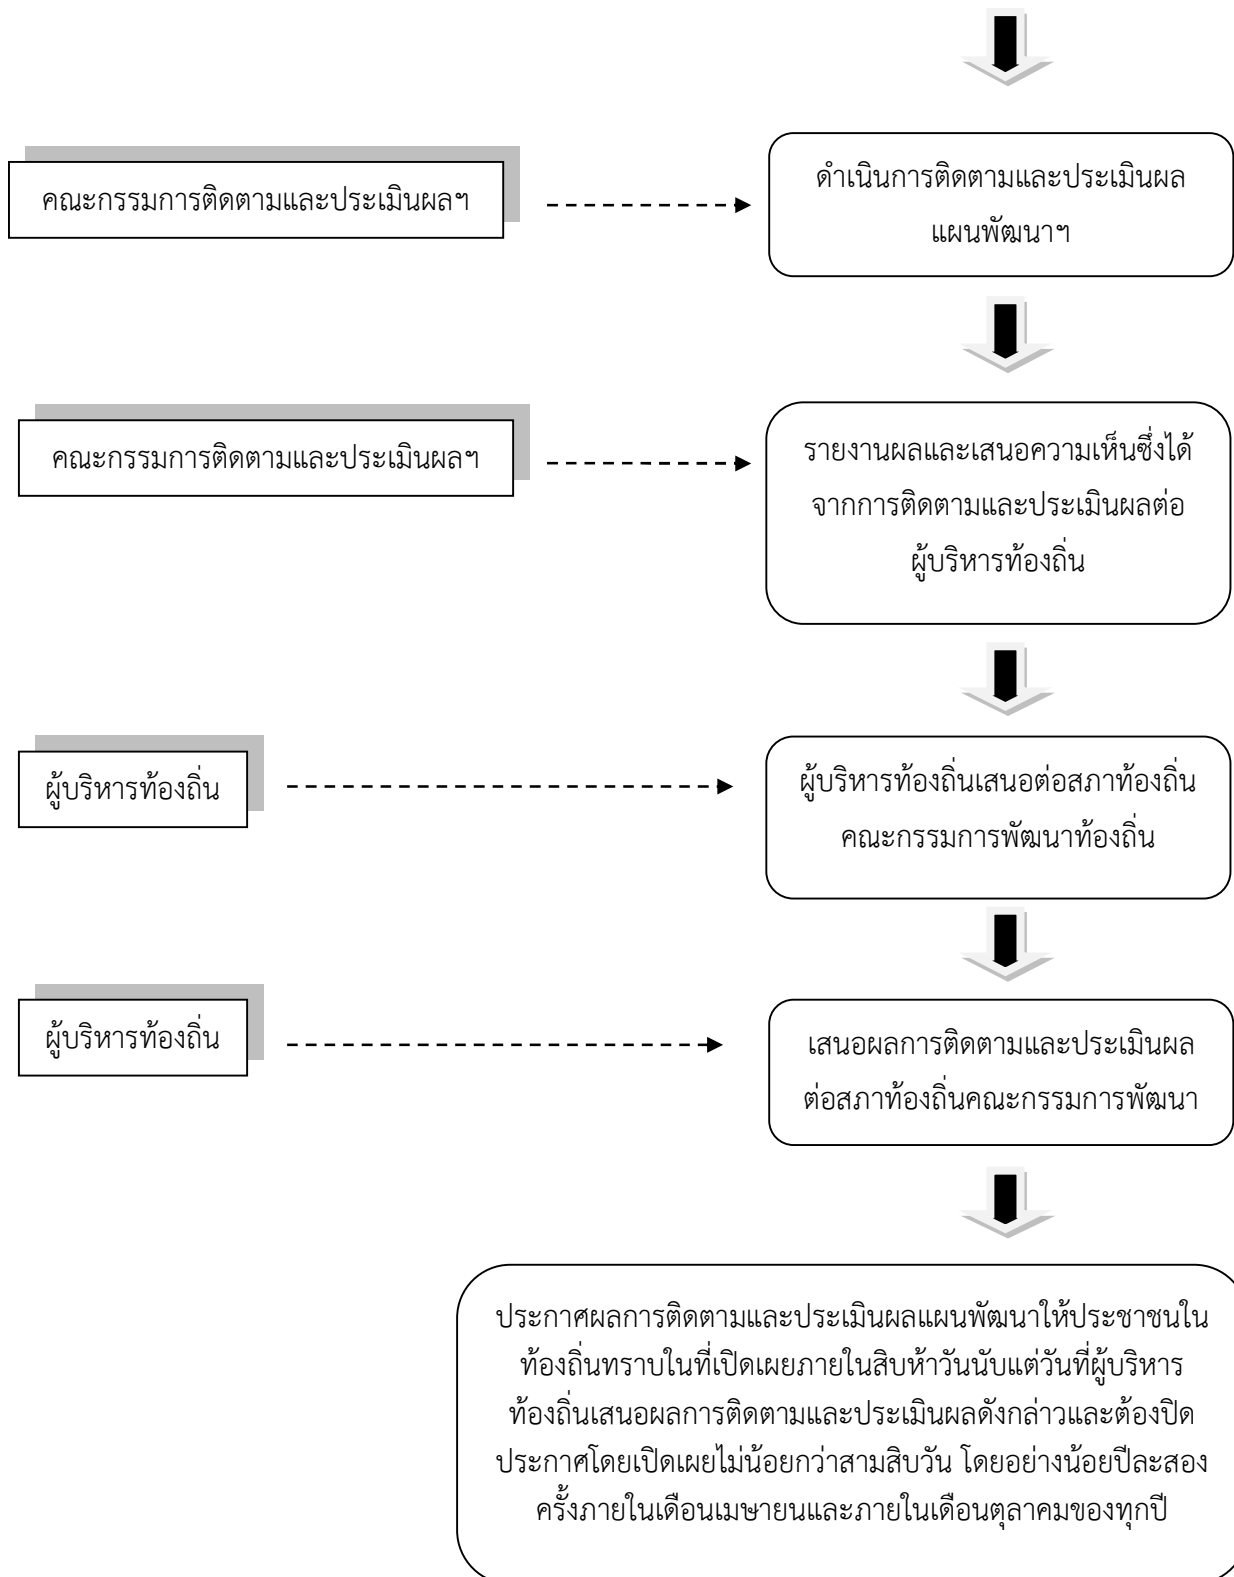 คณะกรรมการติดตามและประเมินผลฯ
ดำเนินการติดตามและประเมินผล
แผนพัฒนาฯ
คณะกรรมการติดตามและประเมินผลฯ
รายงานผลและเสนอความเห็นซึ่งได้
จากการติดตามและประเมินผลต่อ
ผู้บริหารท้องถิ่น
ผู้บริหารท้องถิ่น
ผู้บริหารท้องถิ่นเสนอต่อสภาท้องถิ่น
คณะกรรมการพัฒนาท้องถิ่น
ผู้บริหารท้องถิ่น
เสนอผลการติดตามและประเมินผล
ต่อสภาท้องถิ่นคณะกรรมการพัฒนา
ประกาศผลการติดตามและประเมินผลแผนพัฒนาให้ประชาชนใน
ท้องถิ่นทราบในที่เปิดเผยภายในสิบห้าวันนับแต่วันที่ผู้บริหาร
ท้องถิ่นเสนอผลการติดตามและประเมินผลดังกล่าวและต้องปิด
ประกาศโดยเปิดเผยไม่น้อยกว่าสามสิบวัน โดยอย่างน้อยปีละสอง
ครั้งภายในเดือนเมษายนและภายในเดือนตุลาคมของทุกปี